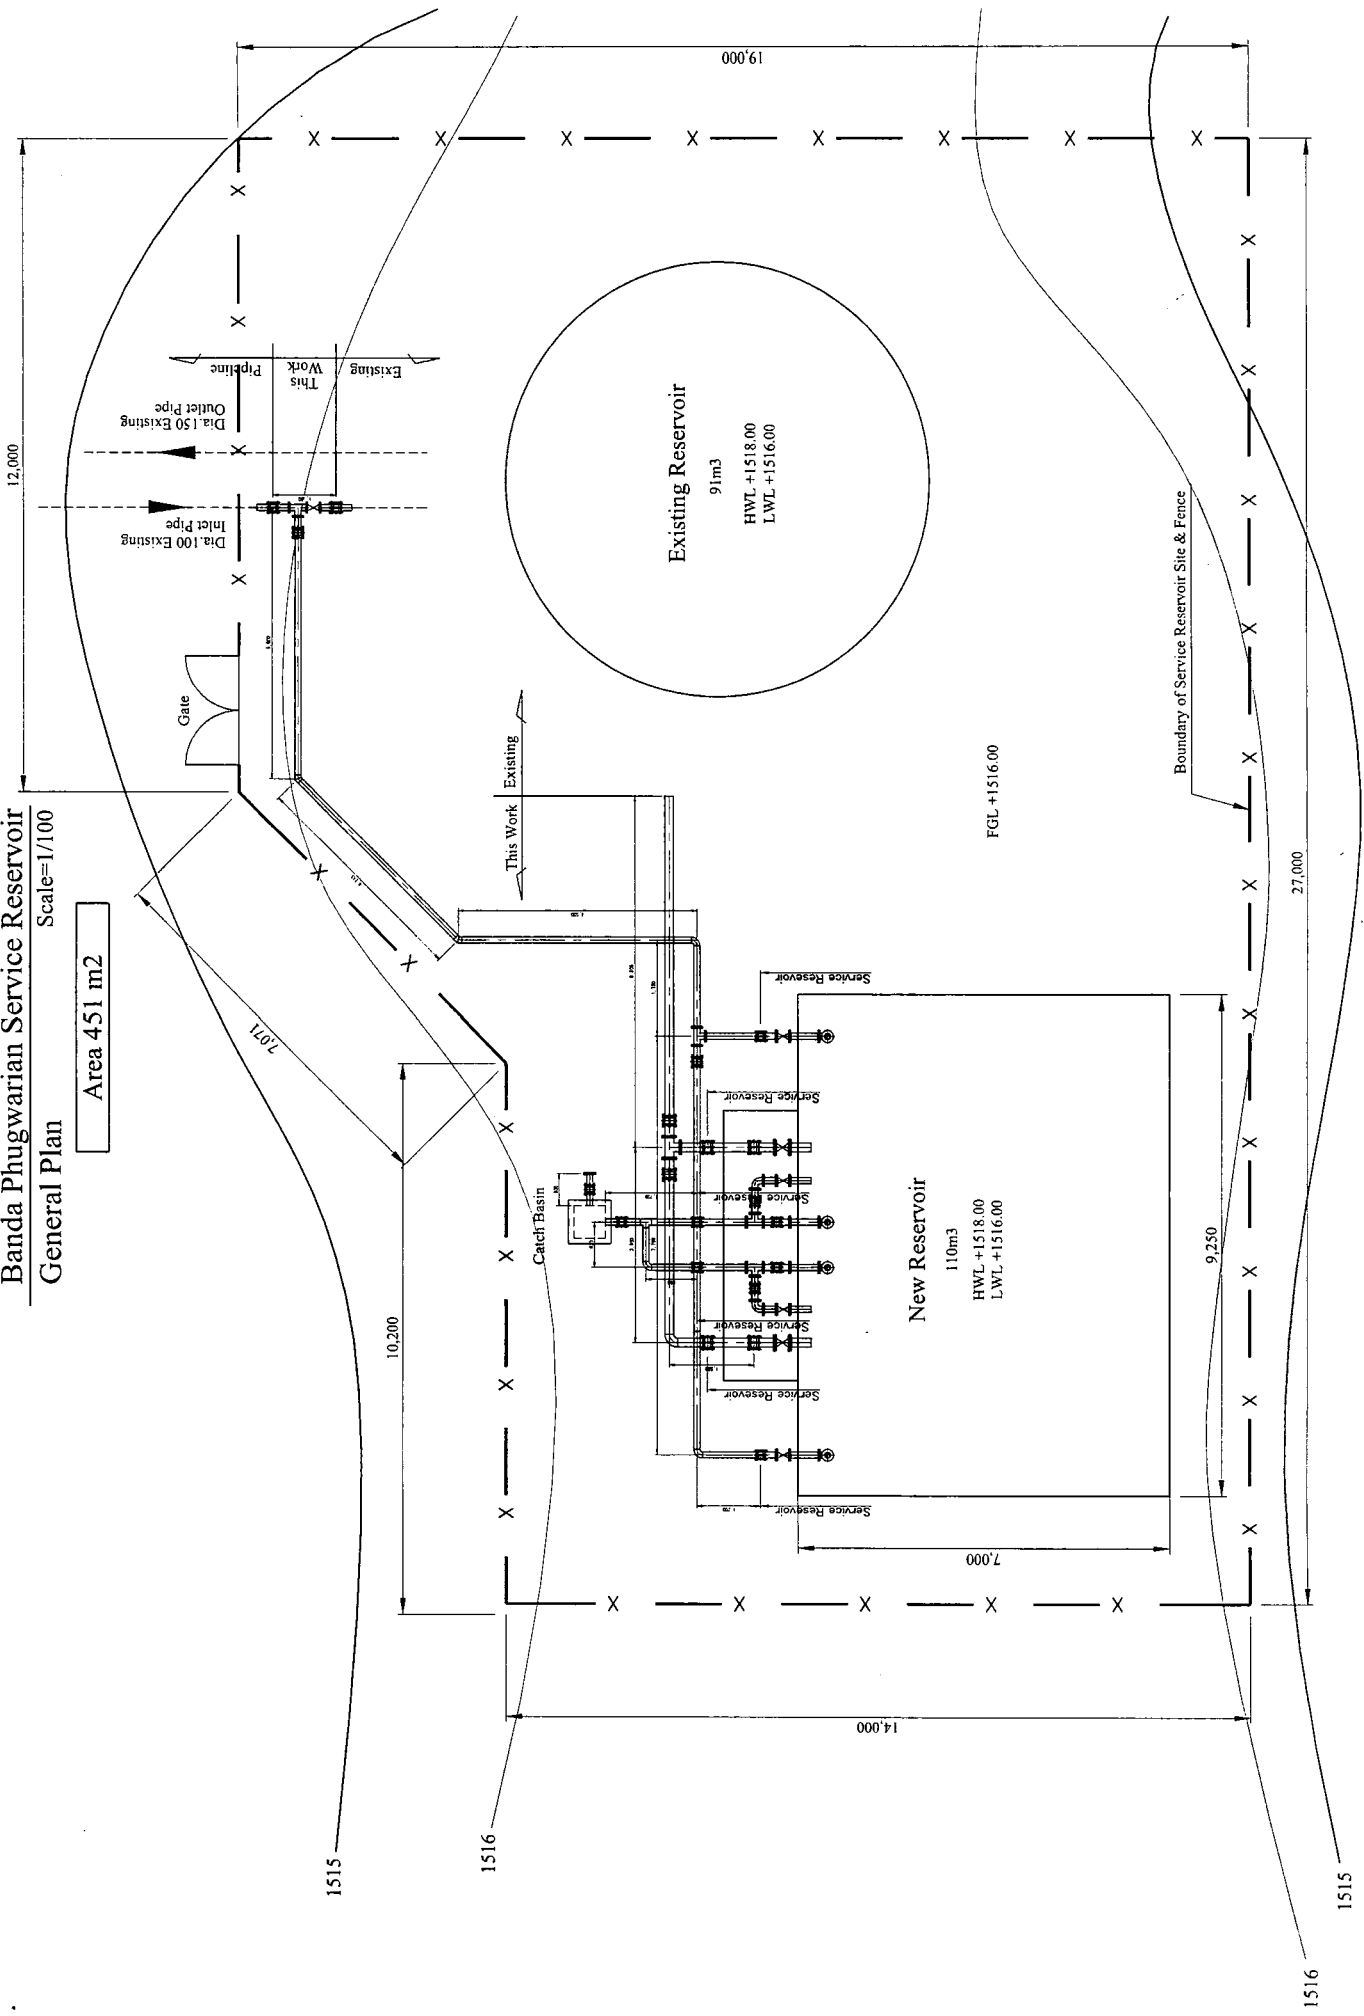 Banda Phugwarian Service Reservoir
General Plan
Scale=1/100
Area 451 m2
12,000
19,000
7,071
10,200
14,000
27,000
9,250
7,000
Gate
Dia.100 Existing
Inlet Pipe
Dia.150 Existing
Outlet Pipe
Pipeline
This
Work
Existing
This Work
Existing
Catch Basin
Existing Reservoir
91m3
HWL +1518.00
LWL +1516.00
New Reservoir
110m3
HWL +1518.00
LWL +1516.00
FGL +1516.00
Boundary of Service Reservoir Site & Fence
Service Resevoir
Service Resevoir
Service Resevoir
Service Resevoir
Service Resevoir
Service Resevoir
1515
1516
1516
1515